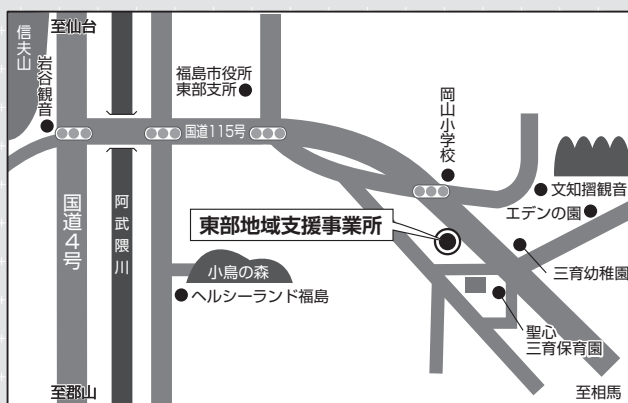 至仙台
信夫山
岩谷観音
福島市役所
東部支所
国道115号
岡山小学校
文知摺観音
エデンの園
国道4号
阿武隈川
東部地域支援事業所
小鳥の森
ヘルシーランド福島
三育幼稚園
聖心
三育保育園
至郡山
至相馬